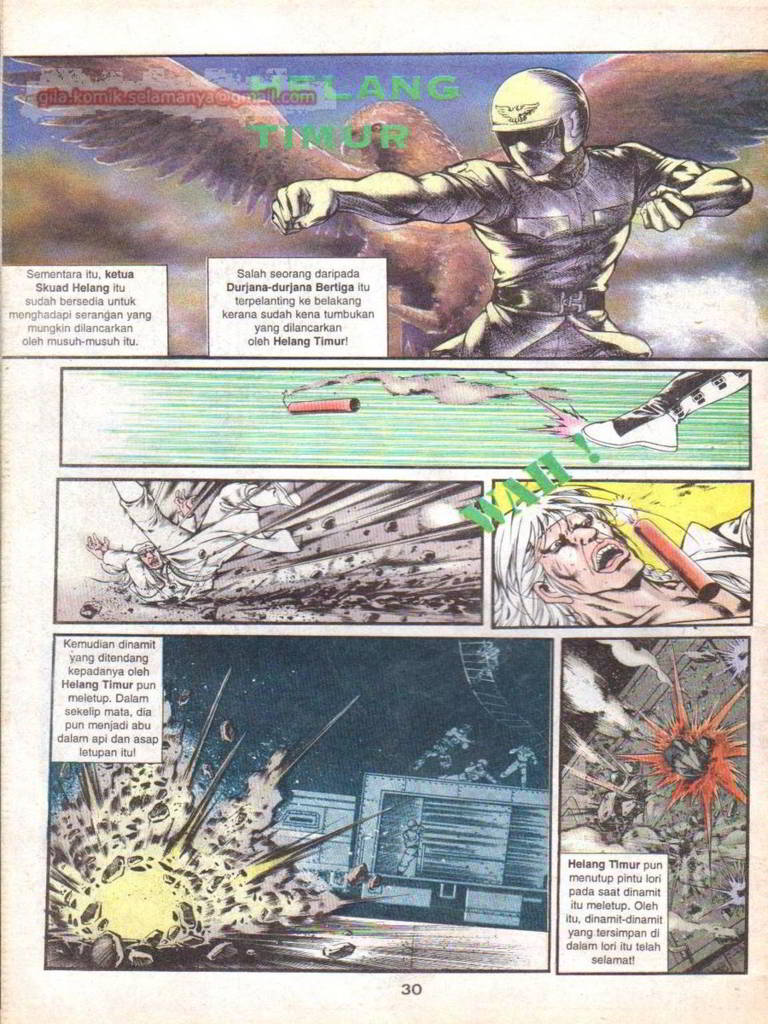 HELANG
gila.komik.selamanya@gmail.com
TIMUR
Sementara itu, ketua
Skuad Helang itu
sudah bersedia untuk
menghadapi serangan yang
mungkin dilancarkan
oleh musuh-musuh itu.
Salah seorang daripada
Durjana-durjana Bertiga itu
terpelanting ke belakang
kerana sudah kena tumbukan
yang dilancarkan
oleh Helang Timur!
WAH!
Kemudian dinamit
yang ditendang
kepadanya oleh
Helang Timur pun
meletup. Dalam
sekelip mata, dia
pun menjadi abu
dalam api dan asap
letupan itu!
Helang Timur pun
menutup pintu lori
pada saat dinamit
itu meletup. Oleh
itu, dinamit-dinamit
yang tersimpan di
dalam lori itu telah
selamat!
30